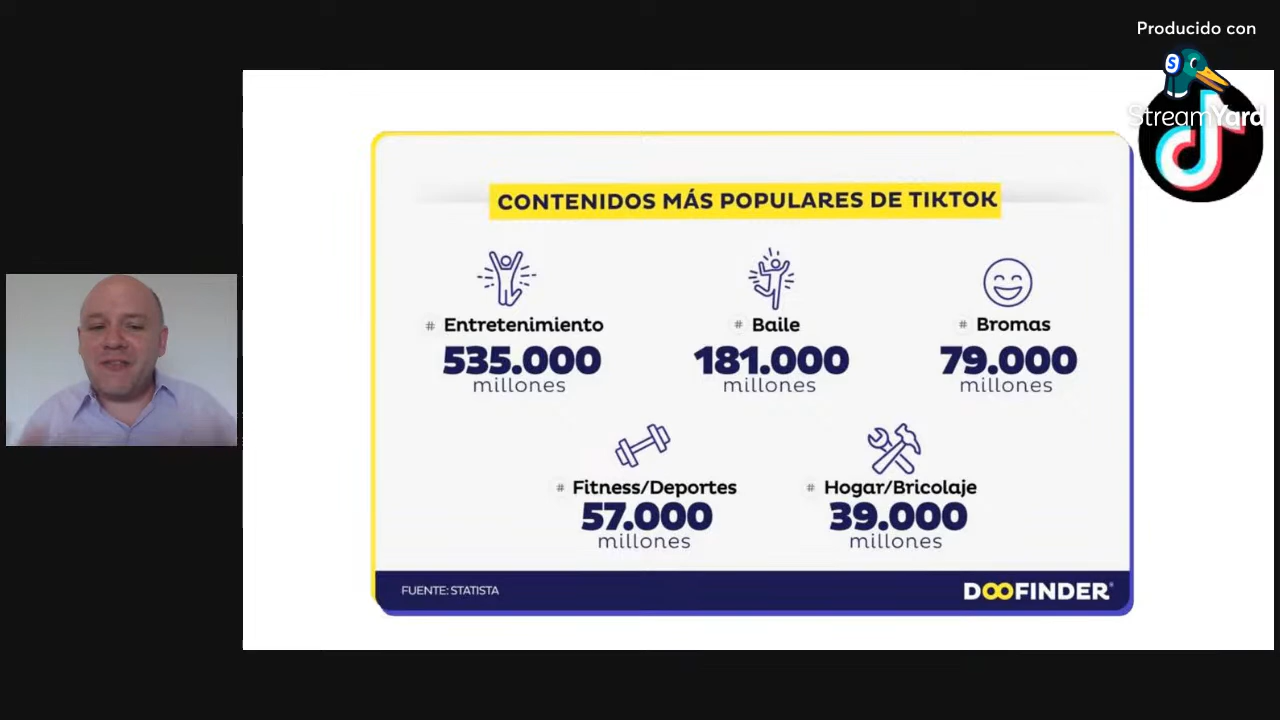 Producido con
StreamYard
CONTENIDOS MÁS POPULARES DE TIKTOK
# Entretenimiento
535.000
millones
# Baile
181.000
millones
# Bromas
79.000
millones
# Fitness/Deportes
57.000
millones
# Hogar/Bricolaje
39.000
millones
FUENTE: STATISTA
DOOFINDER®